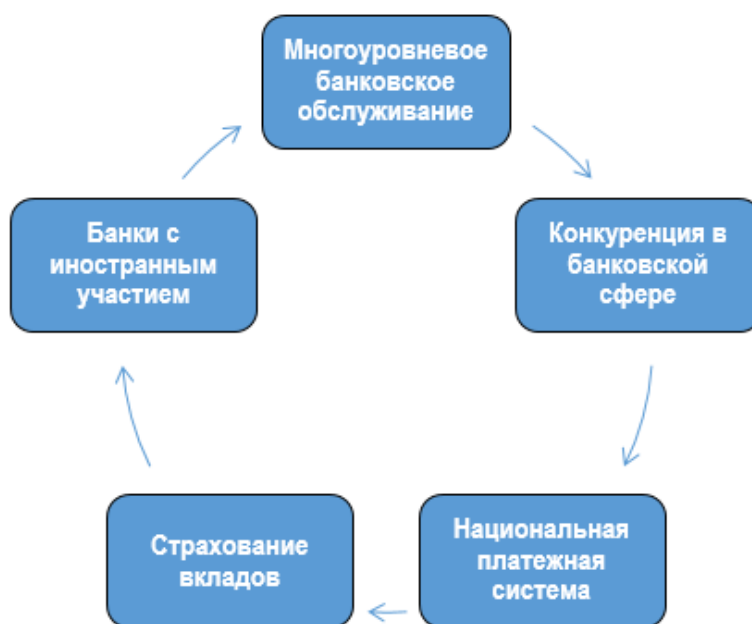 Многоуровневое
банковское
обслуживание
Конкуренция в
банковской
сфере
Национальная
платежная
система
Страхование
вкладов
Банки с
иностранным
участием